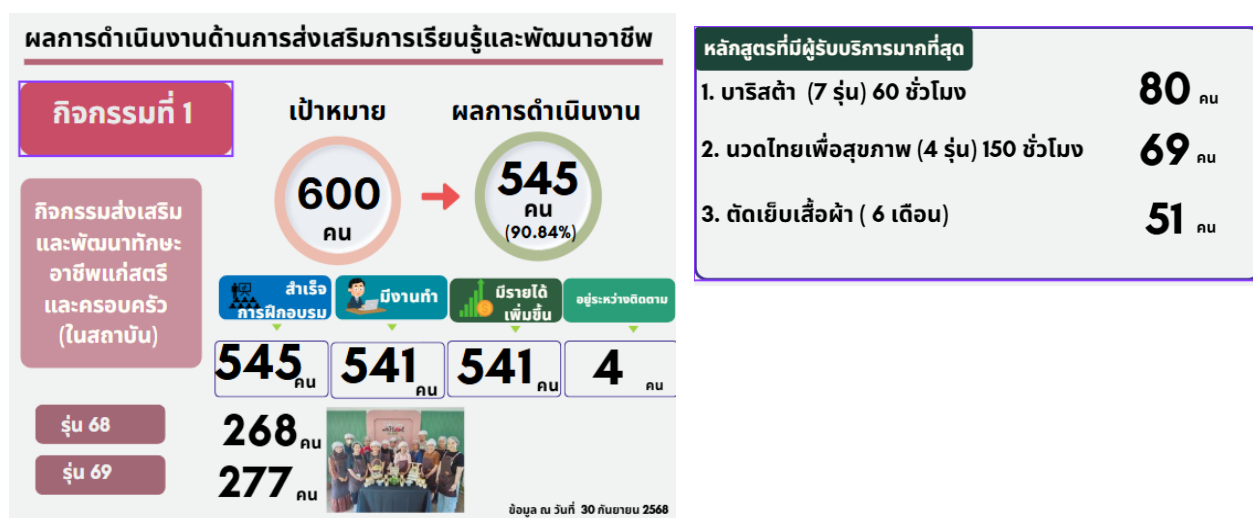 ผลการดำเนินงานด้านการส่งเสริมการเรียนรู้และพัฒนาอาชีพ
กิจกรรมที่ 1
เป้าหมาย
ผลการดำเนินงาน
600
คน
545
คน
(90.84%)
กิจกรรมส่งเสริม
และพัฒนาทักษะ
อาชีพแก่สตรี
และครอบครัว
(ในสถาบัน)
สำเร็จ
การฝึกอบรม
มีงานทำ
มีรายได้
เพิ่มขึ้น
อยู่ระหว่างติดตาม
545 คน
541 คน
541 คน
4 คน
รุ่น 68
268 คน
รุ่น 69
277 คน
ข้อมูล ณ วันที่ 30 กันยายน 2568
หลักสูตรที่มีผู้รับบริการมากที่สุด
1. บาริสต้า (7 รุ่น) 60 ชั่วโมง 80 คน
2. นวดไทยเพื่อสุขภาพ (4 รุ่น) 150 ชั่วโมง 69 คน
3. ตัดเย็บเสื้อผ้า ( 6 เดือน) 51 คน